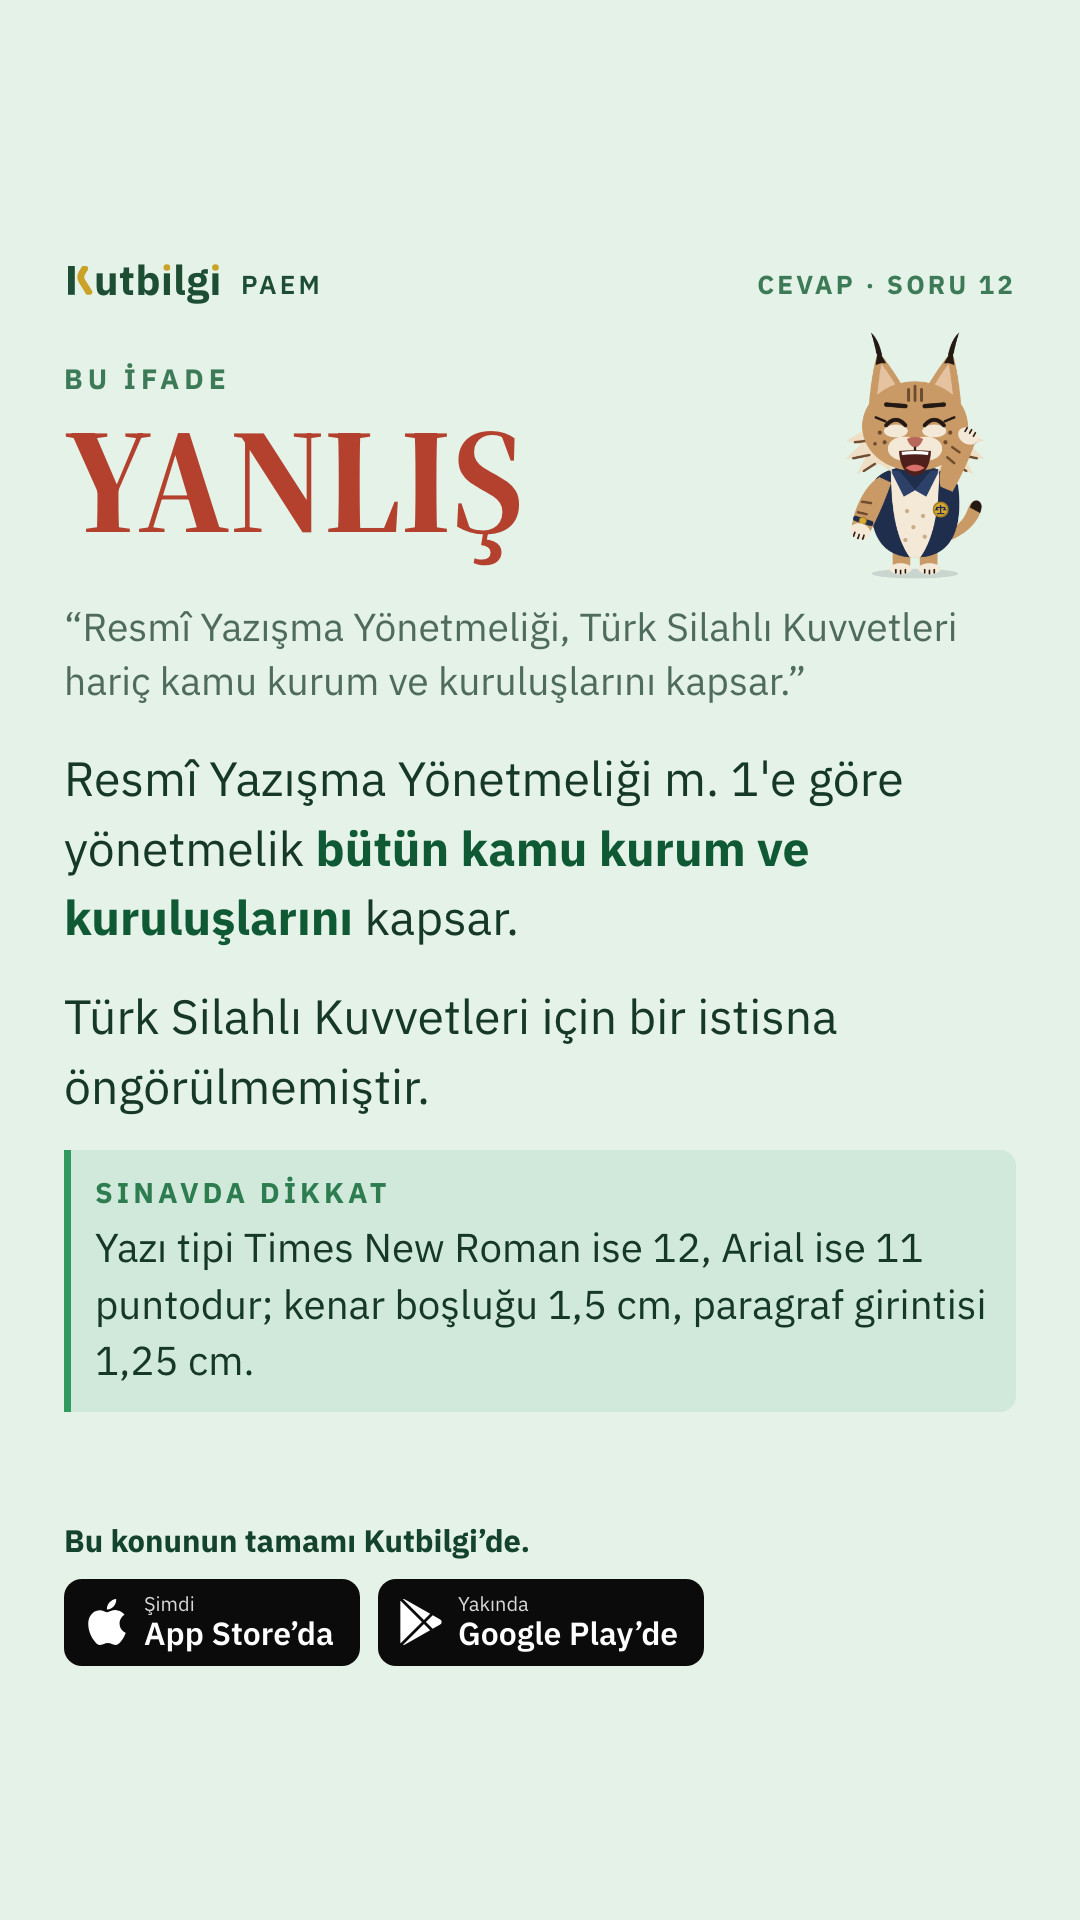 Kutbilgi PAEM
CEVAP · SORU 12
BU İFADE
YANLIŞ
“Resmî Yazışma Yönetmeliği, Türk Silahlı Kuvvetleri
hariç kamu kurum ve kuruluşlarını kapsar.”
Resmî Yazışma Yönetmeliği m. 1'e göre
yönetmelik bütün kamu kurum ve
kuruluşlarını kapsar.
Türk Silahlı Kuvvetleri için bir istisna
öngörülmemiştir.
SINAVDA DİKKAT
Yazı tipi Times New Roman ise 12, Arial ise 11
puntodur; kenar boşluğu 1,5 cm, paragraf girintisi
1,25 cm.
Bu konunun tamamı Kutbilgi’de.
Şimdi
App Store’da
Yakında
Google Play’de